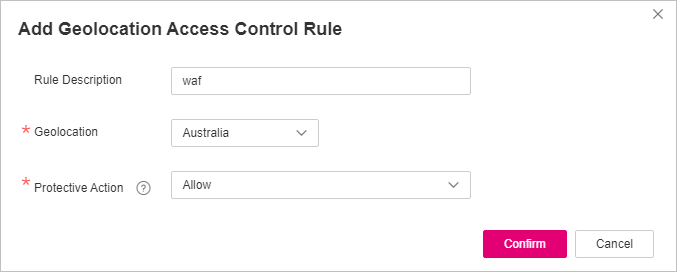 Add Geolocation Access Control Rule
Rule Description waf
* Geolocation Australia
* Protective Action ? Allow
Confirm Cancel